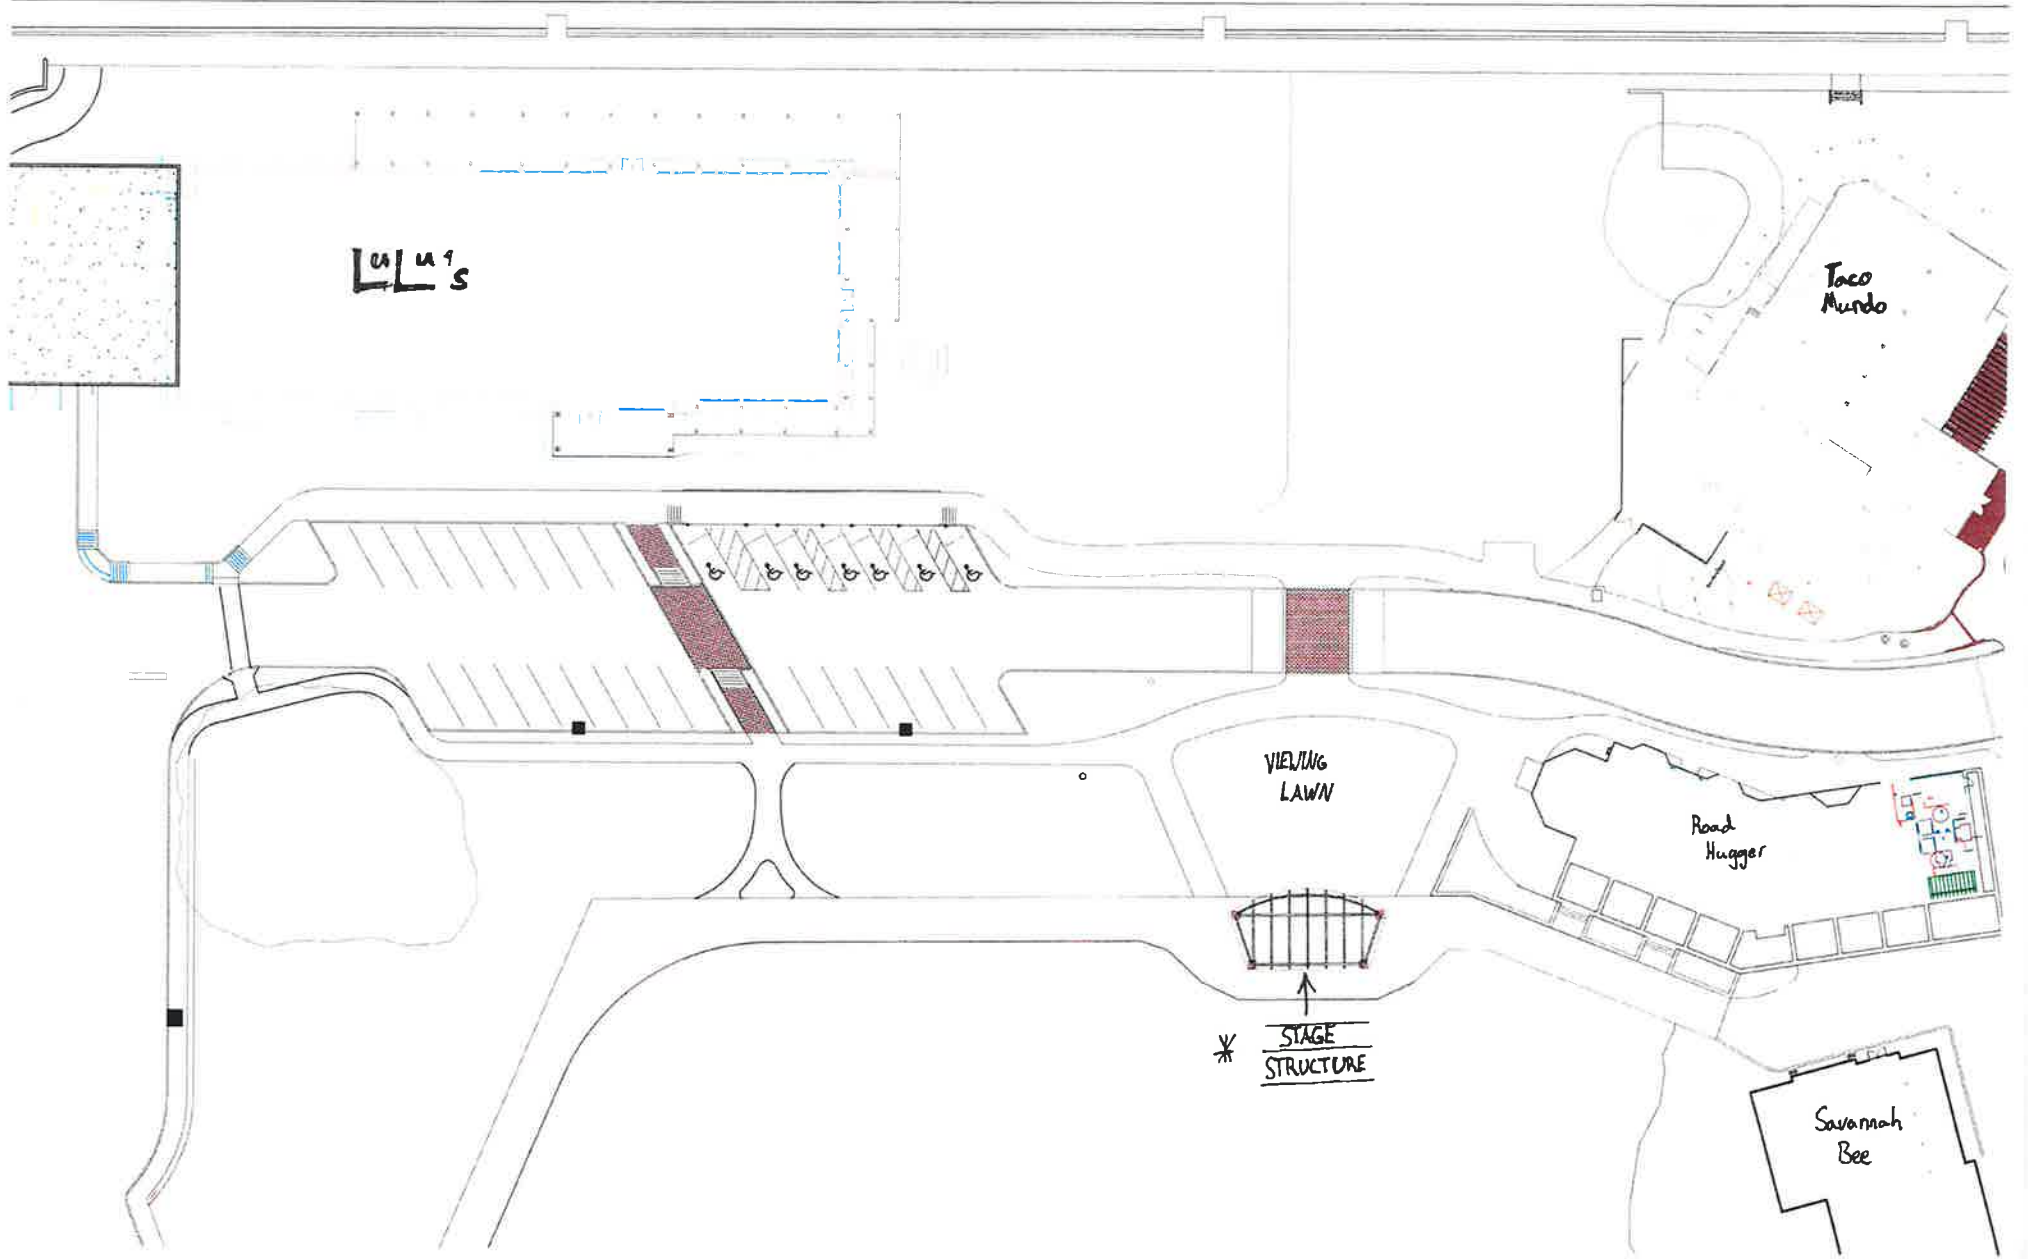 LuLu's
Taco
Mundo
VIEWING
LAWN
Road
Hugger
STAGE
STRUCTURE
Savannah
Bee